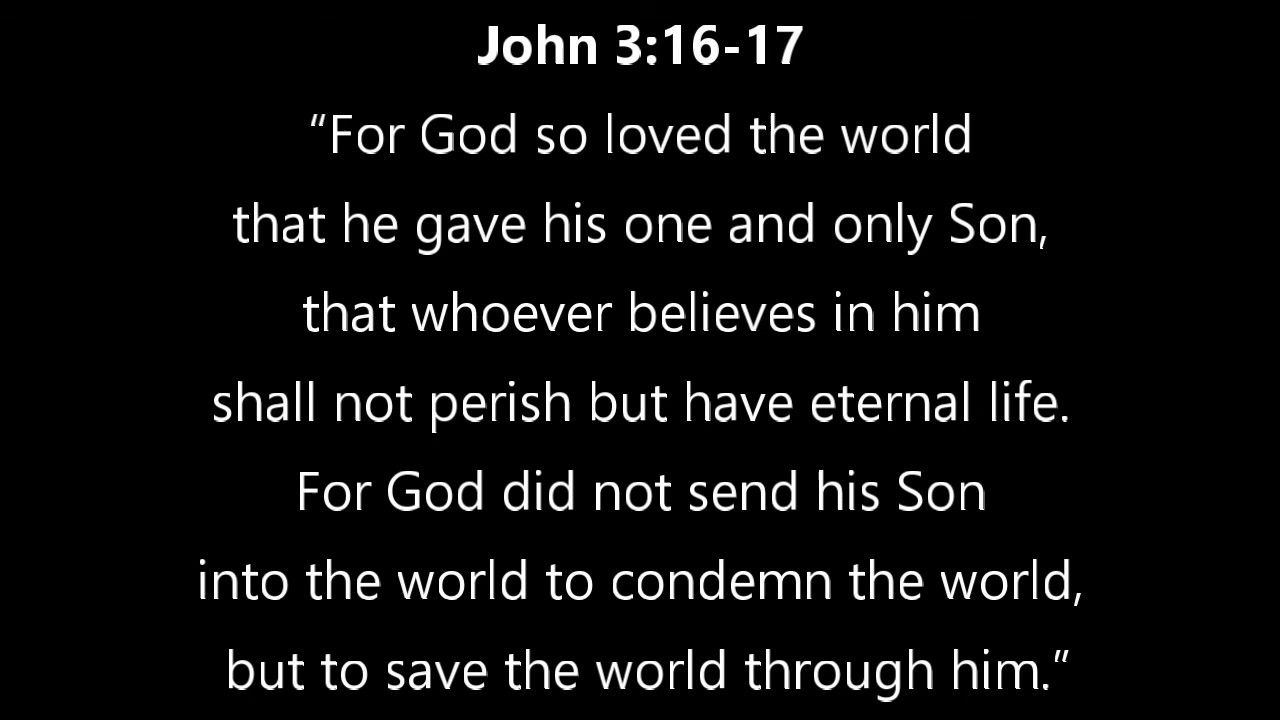 John 3:16-17
“For God so loved the world
that he gave his one and only Son,
that whoever believes in him
shall not perish but have eternal life.
For God did not send his Son
into the world to condemn the world,
but to save the world through him.”